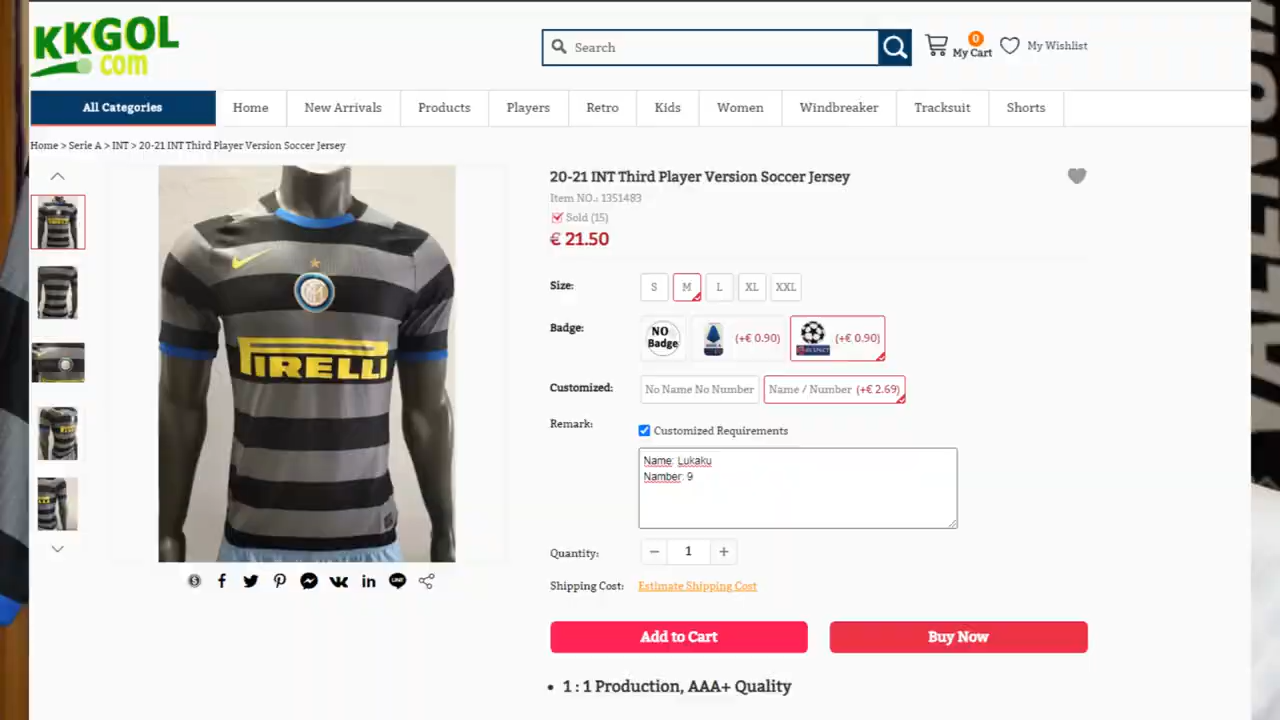 KKGOL
com
Search
0
My Cart
My Wishlist
All Categories
Home
New Arrivals
Products
Players
Retro
Kids
Women
Windbreaker
Tracksuit
Shorts
Home > Serie A > INT > 20-21 INT Third Player Version Soccer Jersey
20-21 INT Third Player Version Soccer Jersey
Item NO.: 1351483
Sold (15)
€ 21.50
PIRELLI
Size:
S M L XL XXL
Badge:
NO
Badge
(+€ 0.90)
RESPECT
(+€ 0.90)
Customized:
No Name No Number
Name / Number (+€ 2.69)
Remark:
Customized Requirements
Name: Lukaku
Namber: 9
Quantity:
− 1 +
Shipping Cost:
Estimate Shipping Cost
Add to Cart
Buy Now
• 1 : 1 Production, AAA+ Quality